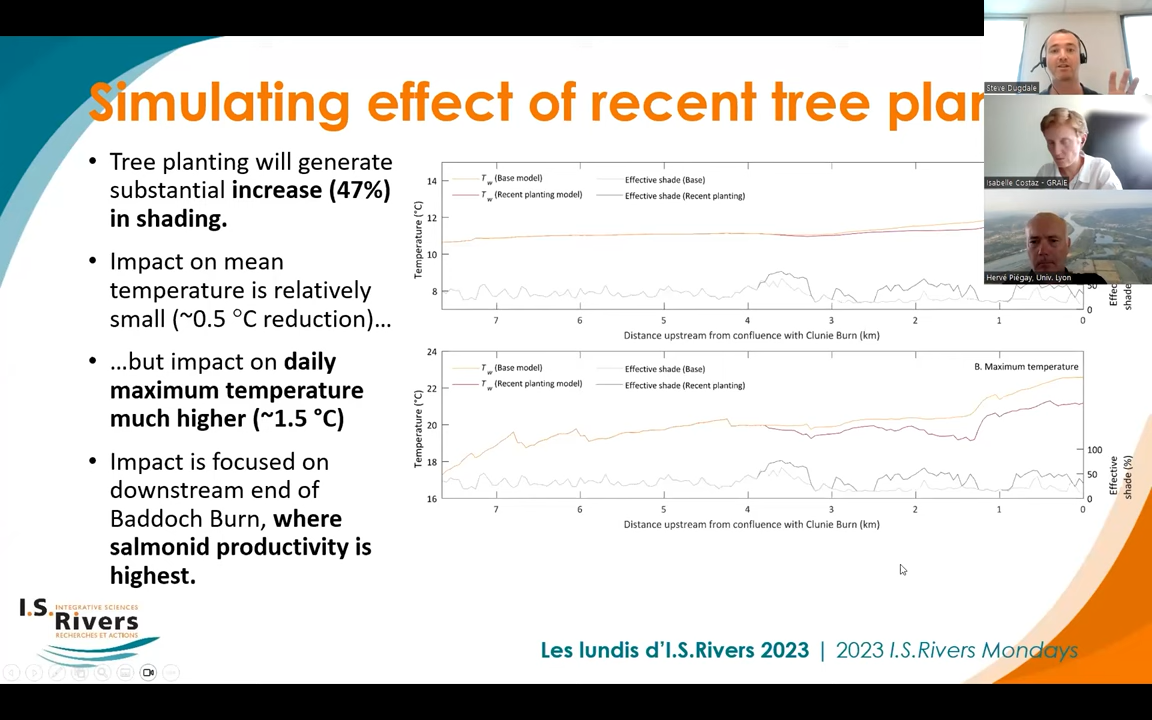 Simulating effect of recent tree plan
• Tree planting will generate
substantial increase (47%)
in shading.
• Impact on mean
temperature is relatively
small (~0.5 °C reduction)...
• ...but impact on daily
maximum temperature
much higher (~1.5 °C)
• Impact is focused on
downstream end of
Baddoch Burn, where
salmonid productivity is
highest.
T w (Base model)
Effective shade (Base)
T w (Recent planting model)
Effective shade (Recent planting)
Temperature (°C)
14
12
10
8
7
6
5
4
3
2
1
0
Distance upstream from confluence with Clunie Burn (km)
50
0
Effec
shade
T w (Base model)
Effective shade (Base)
T w (Recent planting model)
Effective shade (Recent planting)
B. Maximum temperature
Temperature (°C)
24
22
20
18
16
7
6
5
4
3
2
1
0
Distance upstream from confluence with Clunie Burn (km)
100
50
0
Effective
shade (%)
Steve Dugdale
Isabelle Costaz - GRAIE
Hervé Piégay, Univ. Lyon
I.S.
INTEGRATIVE SCIENCES
Rivers
RECHERCHES ET ACTIONS
Les lundis d'I.S.Rivers 2023 | 2023 I.S.Rivers Mondays